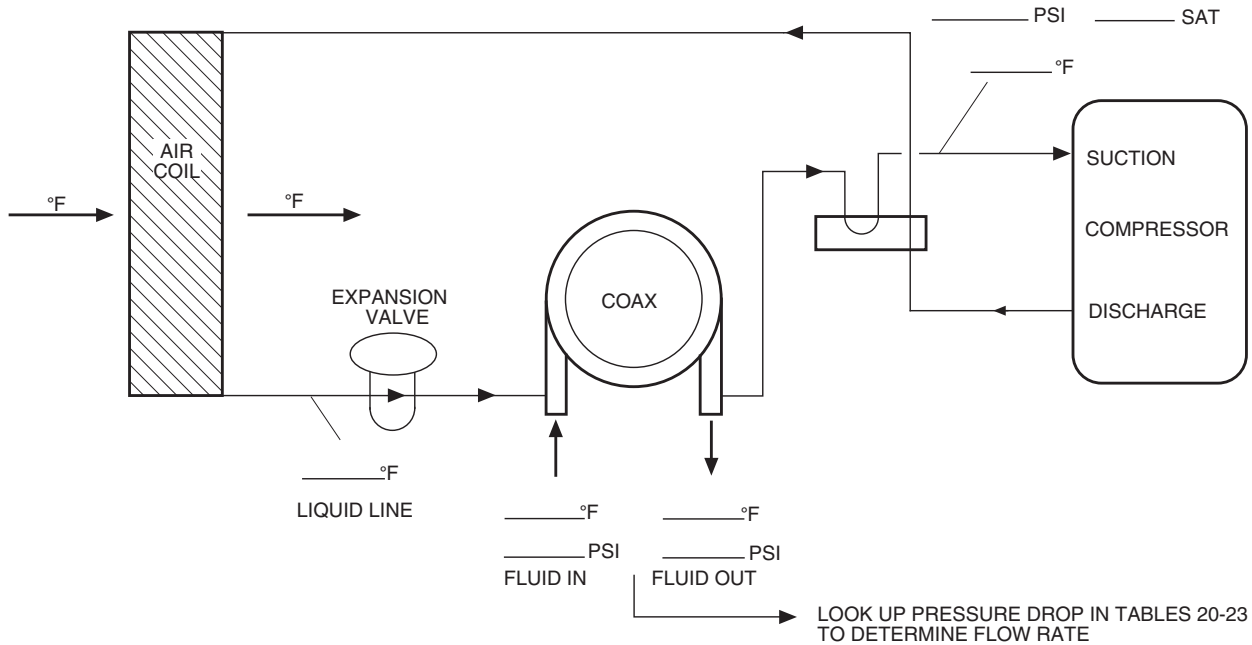 PSI SAT
°F
AIR
COIL
SUCTION
°F
°F
COMPRESSOR
EXPANSION
VALVE
COAX
DISCHARGE
°F
LIQUID LINE
°F
°F
PSI
PSI
FLUID IN
FLUID OUT
LOOK UP PRESSURE DROP IN TABLES 20-23
TO DETERMINE FLOW RATE